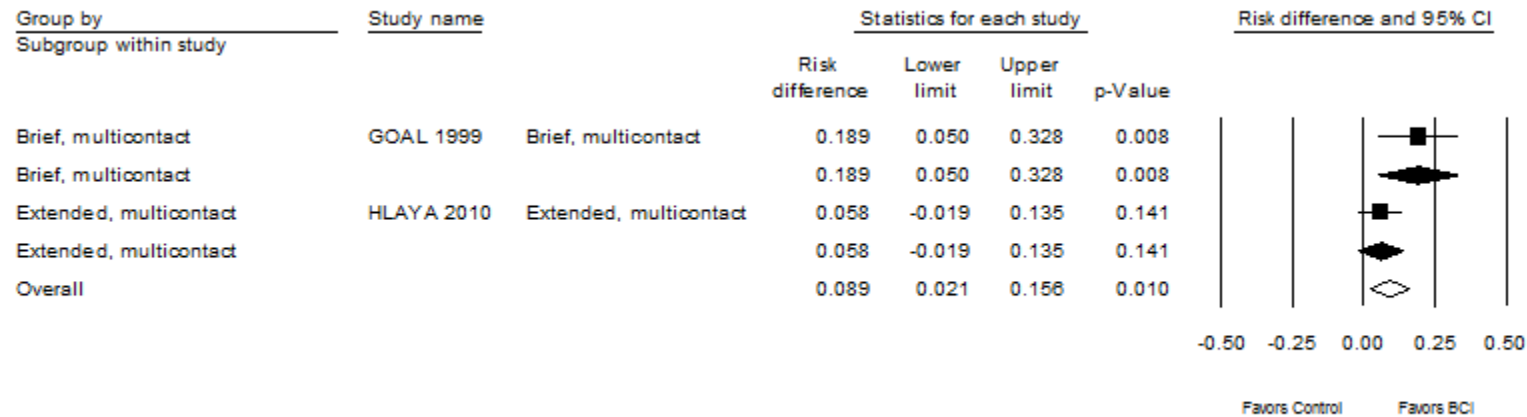 Group by Study name Statistics for each study Risk difference and 95% CI
Subgroup within study
Risk Lower Upper
difference limit limit p-Value
Brief, multicontact GOAL 1999 Brief, multicontact 0.189 0.050 0.328 0.008
Brief, multicontact 0.189 0.050 0.328 0.008
Extended, multicontact HLAYA 2010 Extended, multicontact 0.058 -0.019 0.135 0.141
Extended, multicontact 0.058 -0.019 0.135 0.141
Overall 0.089 0.021 0.156 0.010
-0.50 -0.25 0.00 0.25 0.50
Favors Control Favors BCI